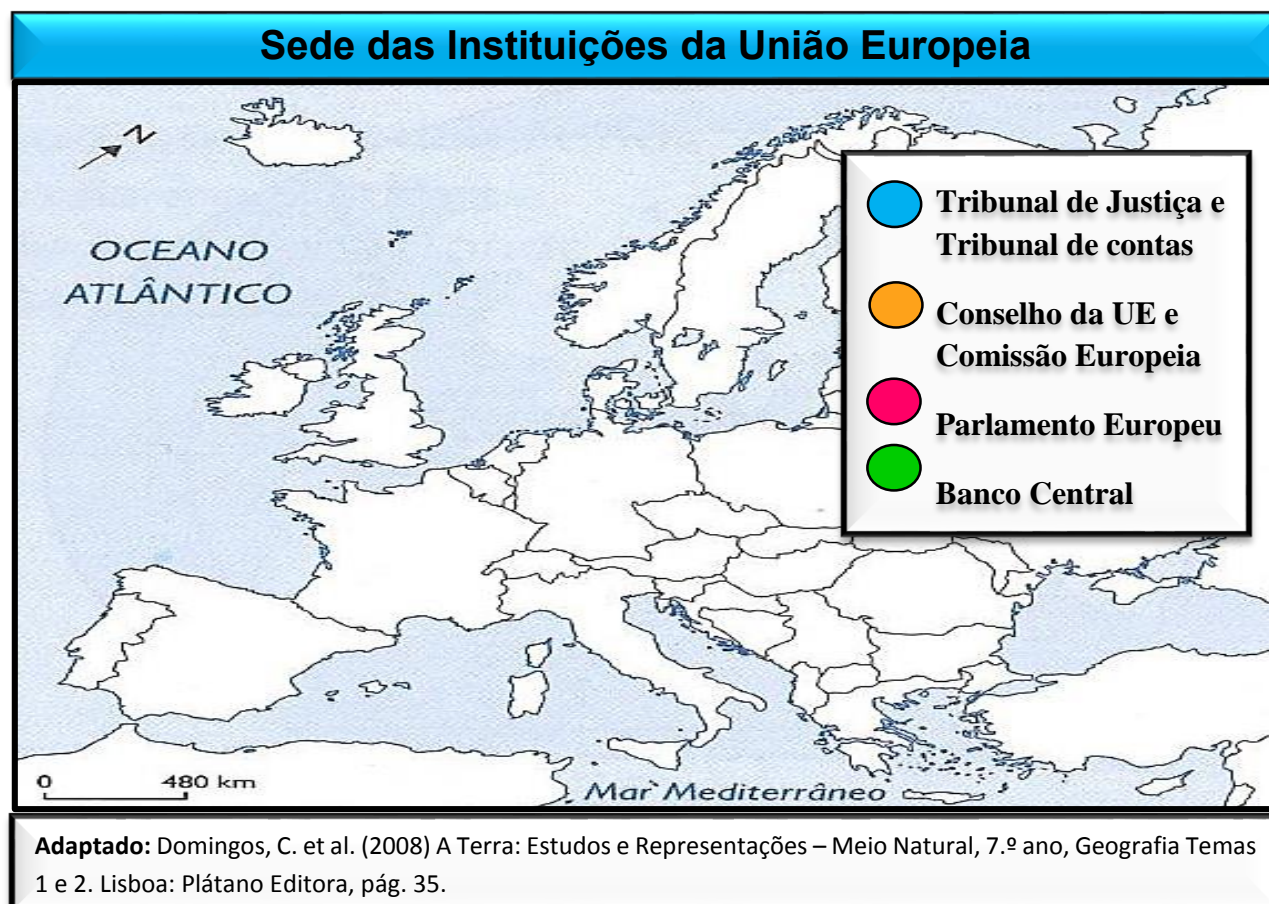 Sede das Instituições da União Europeia
N
OCEANO
ATLÂNTICO
Tribunal de Justiça e
Tribunal de contas
Conselho da UE e
Comissão Europeia
Parlamento Europeu
Banco Central
0 480 km
Mar Mediterrâneo
Adaptado: Domingos, C. et al. (2008) A Terra: Estudos e Representações – Meio Natural, 7.º ano, Geografia Temas
1 e 2. Lisboa: Plátano Editora, pág. 35.